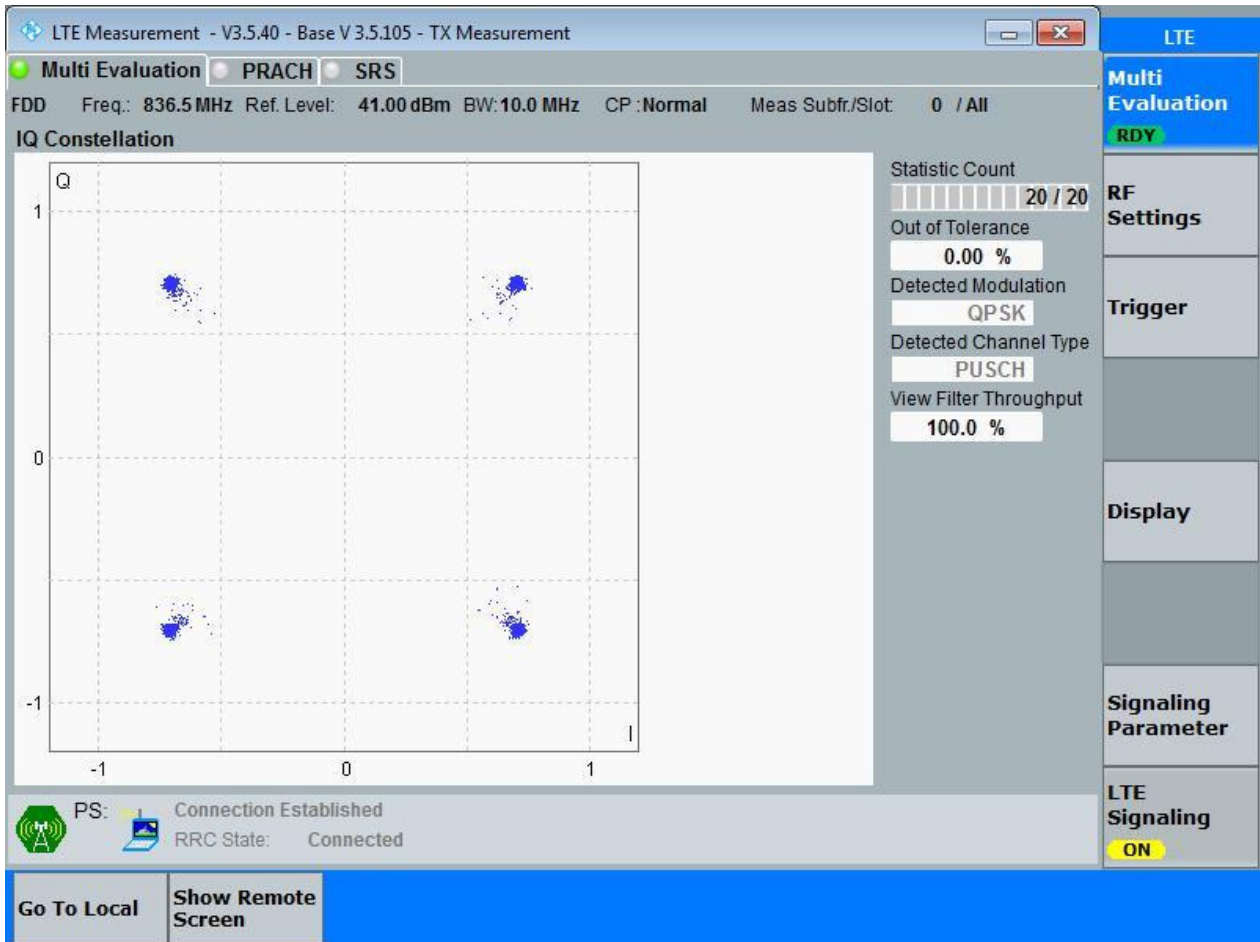 LTE Measurement - V3.5.40 - Base V 3.5.105 - TX Measurement
Multi Evaluation PRACH SRS
FDD Freq.: 836.5 MHz Ref. Level: 41.00 dBm BW: 10.0 MHz CP : Normal Meas Subfr./Slot: 0 / All
IQ Constellation
Q
1
0
-1
I
-1 0 1
Statistic Count
20 / 20
Out of Tolerance
0.00 %
Detected Modulation
QPSK
Detected Channel Type
PUSCH
View Filter Throughput
100.0 %
PS: Connection Established
RRC State: Connected
LTE
Multi
Evaluation
RDY
RF
Settings
Trigger
Display
Signaling
Parameter
LTE
Signaling
ON
Go To Local
Show Remote
Screen